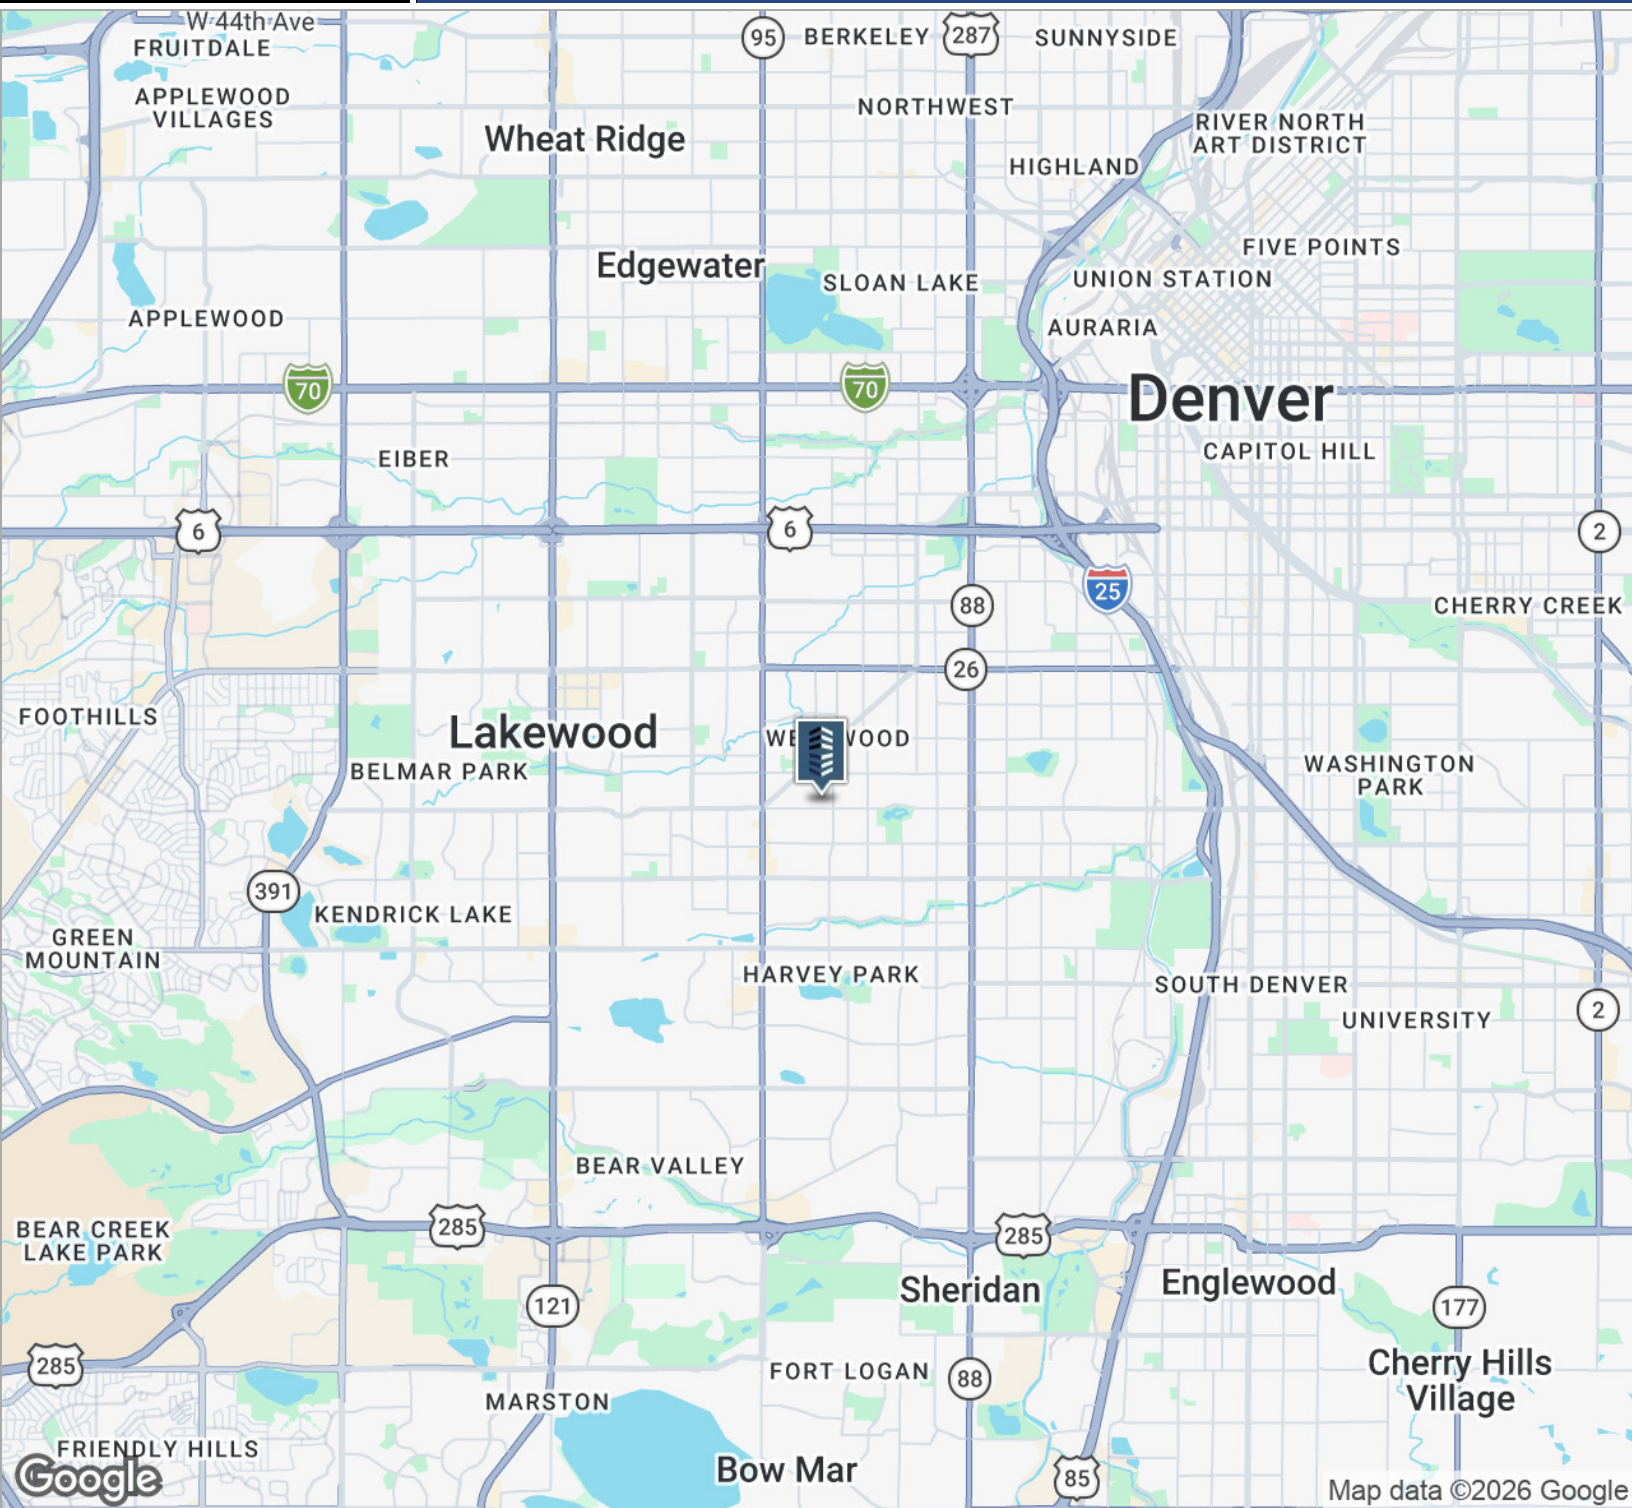 W 44th Ave
FRUITDALE
95
BERKELEY
287
SUNNYSIDE
APPLEWOOD
VILLAGES
NORTHWEST
Wheat Ridge
RIVER NORTH
ART DISTRICT
HIGHLAND
FIVE POINTS
Edgewater
SLOAN LAKE
UNION STATION
APPLEWOOD
AURARIA
70
70
Denver
EIBER
CAPITOL HILL
6
6
2
25
88
CHERRY CREEK
26
FOOTHILLS
Lakewood
WE
WOOD
BELMAR PARK
WASHINGTON
PARK
391
KENDRICK LAKE
GREEN
MOUNTAIN
HARVEY PARK
SOUTH DENVER
2
UNIVERSITY
BEAR VALLEY
BEAR CREEK
LAKE PARK
285
285
Sheridan
Englewood
121
177
285
FORT LOGAN
88
Cherry Hills
Village
MARSTON
FRIENDLY HILLS
Bow Mar
85
Google
Map data ©2026 Google